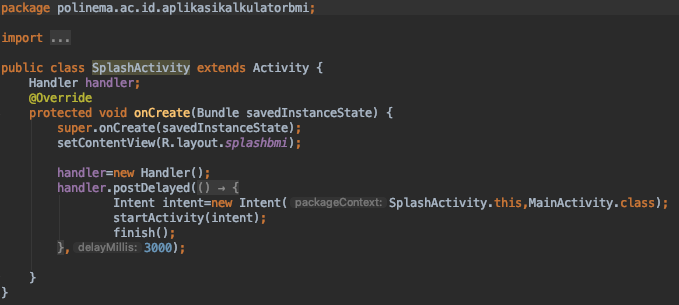 package polinema.ac.id.aplikasikalkulatorbmi;
import ...
public class SplashActivity extends Activity {
Handler handler;
@Override
protected void onCreate(Bundle savedInstanceState) {
super.onCreate(savedInstanceState);
setContentView(R.layout.splashbmi);
handler=new Handler();
handler.postDelayed(() → {
Intent intent=new Intent( packageContext: SplashActivity.this,MainActivity.class);
startActivity(intent);
finish();
}, delayMillis: 3000);
}
}